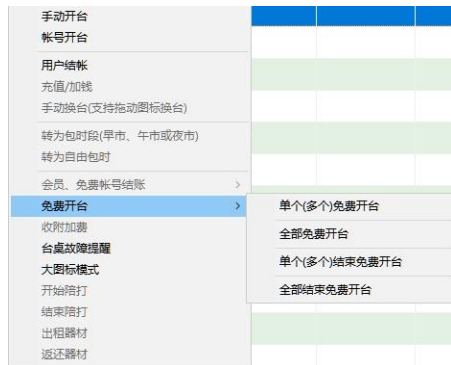 手动开台
帐号开台
用户结帐
充值/加钱
手动换台(支持拖动图标换台)
转为包时段(早市、午市或夜市)
转为自由包时
会员、免费帐号结账
免费开台
收附加费
台桌故障提醒
大图标模式
开始陪打
结束陪打
出租器材
返还器材
单个(多个)免费开台
全部免费开台
单个(多个)结束免费开台
全部结束免费开台